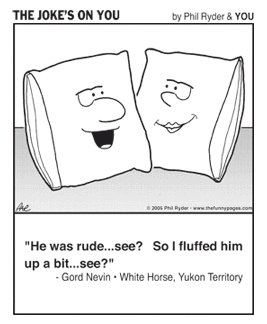 THE JOKE'S ON YOU by Phil Ryder & YOU
© 2005 Phil Ryder · www.thefunnypages.com
"He was rude...see? So I fluffed him
up a bit...see?"
- Gord Nevin • White Horse, Yukon Territory